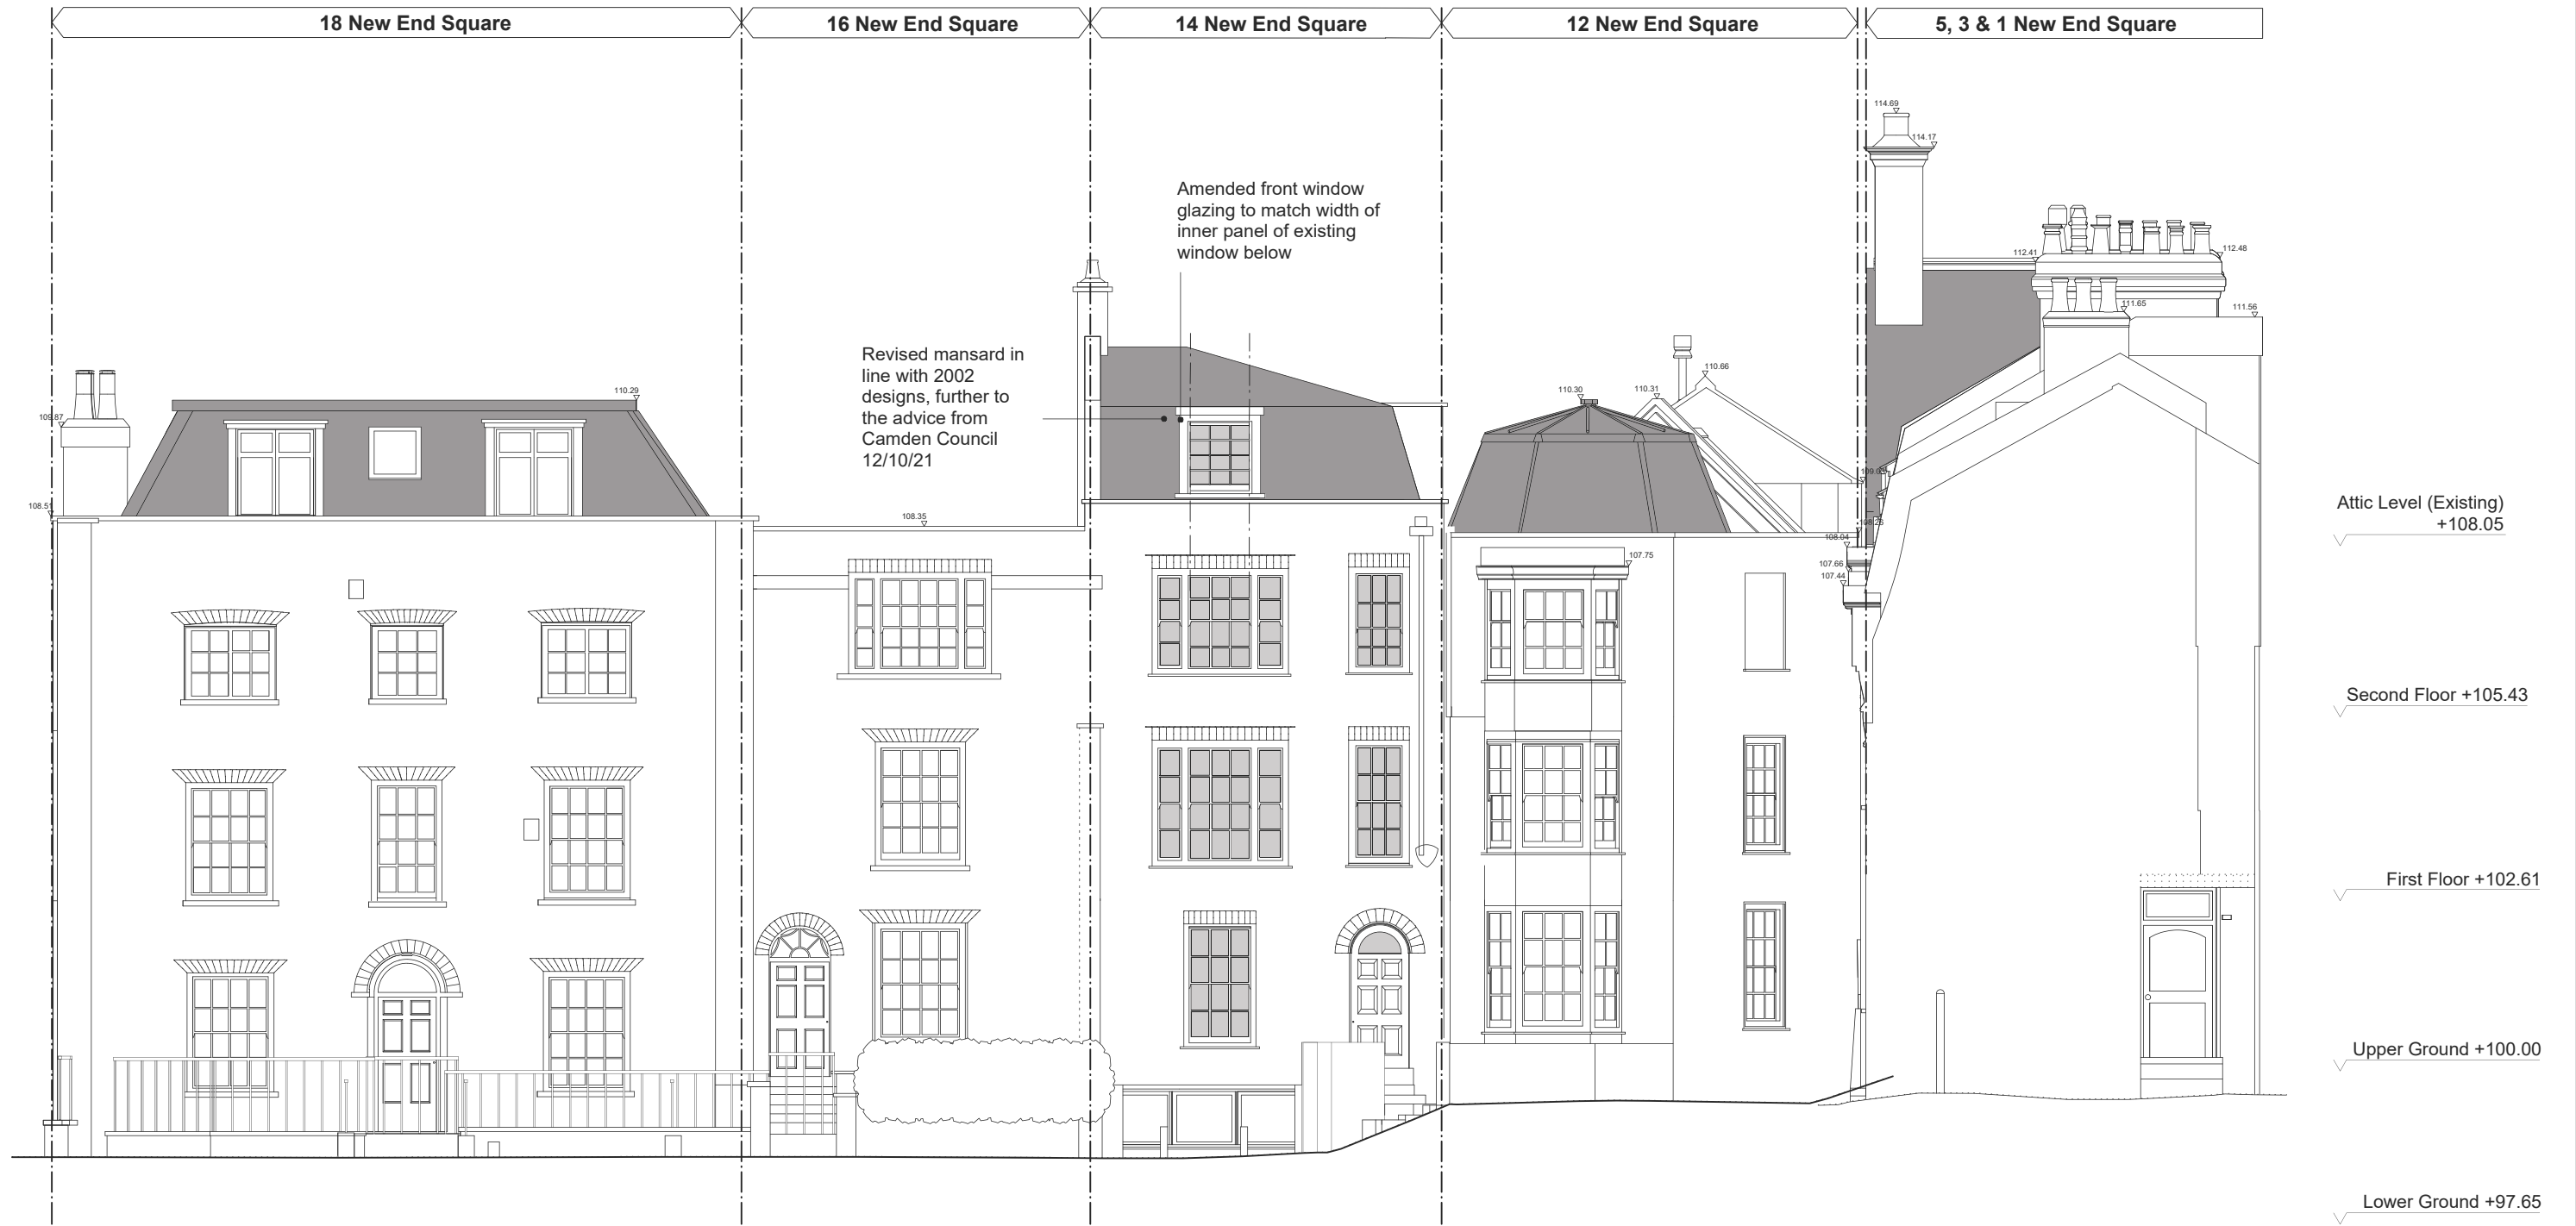 18 New End Square
16 New End Square
14 New End Square
12 New End Square
5, 3 & 1 New End Square
114.69
114.17
Amended front window
glazing to match width of
inner panel of existing
window below
112.41
112.48
111.65
111.56
Revised mansard in
line with 2002
designs, further to
the advice from
Camden Council
12/10/21
110.66
110.29
110.30
110.31
109.87
108.51
108.35
108.04
107.75
107.66
107.44
Attic Level (Existing)
+108.05
Second Floor +105.43
First Floor +102.61
Upper Ground +100.00
Lower Ground +97.65